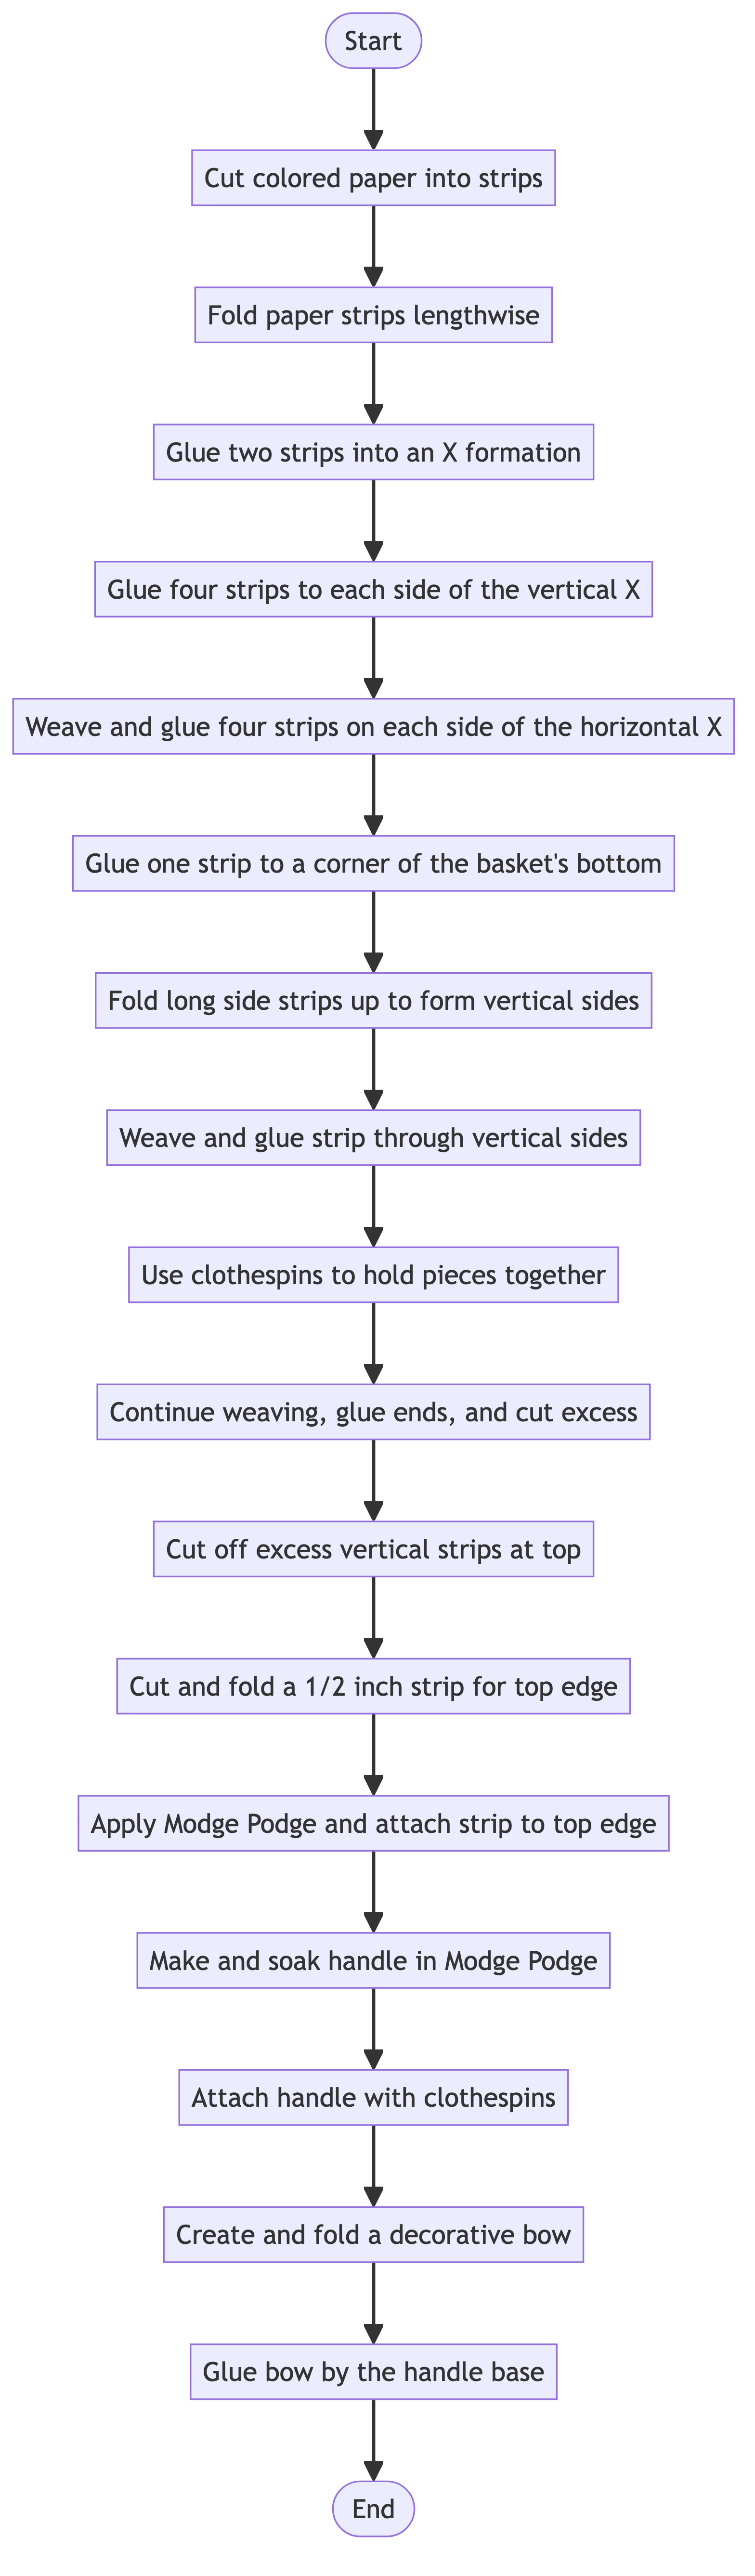 Start
Cut colored paper into strips
Fold paper strips lengthwise
Glue two strips into an X formation
Glue four strips to each side of the vertical X
Weave and glue four strips on each side of the horizontal X
Glue one strip to a corner of the basket's bottom
Fold long side strips up to form vertical sides
Weave and glue strip through vertical sides
Use clothespins to hold pieces together
Continue weaving, glue ends, and cut excess
Cut off excess vertical strips at top
Cut and fold a 1/2 inch strip for top edge
Apply Modge Podge and attach strip to top edge
Make and soak handle in Modge Podge
Attach handle with clothespins
Create and fold a decorative bow
Glue bow by the handle base
End